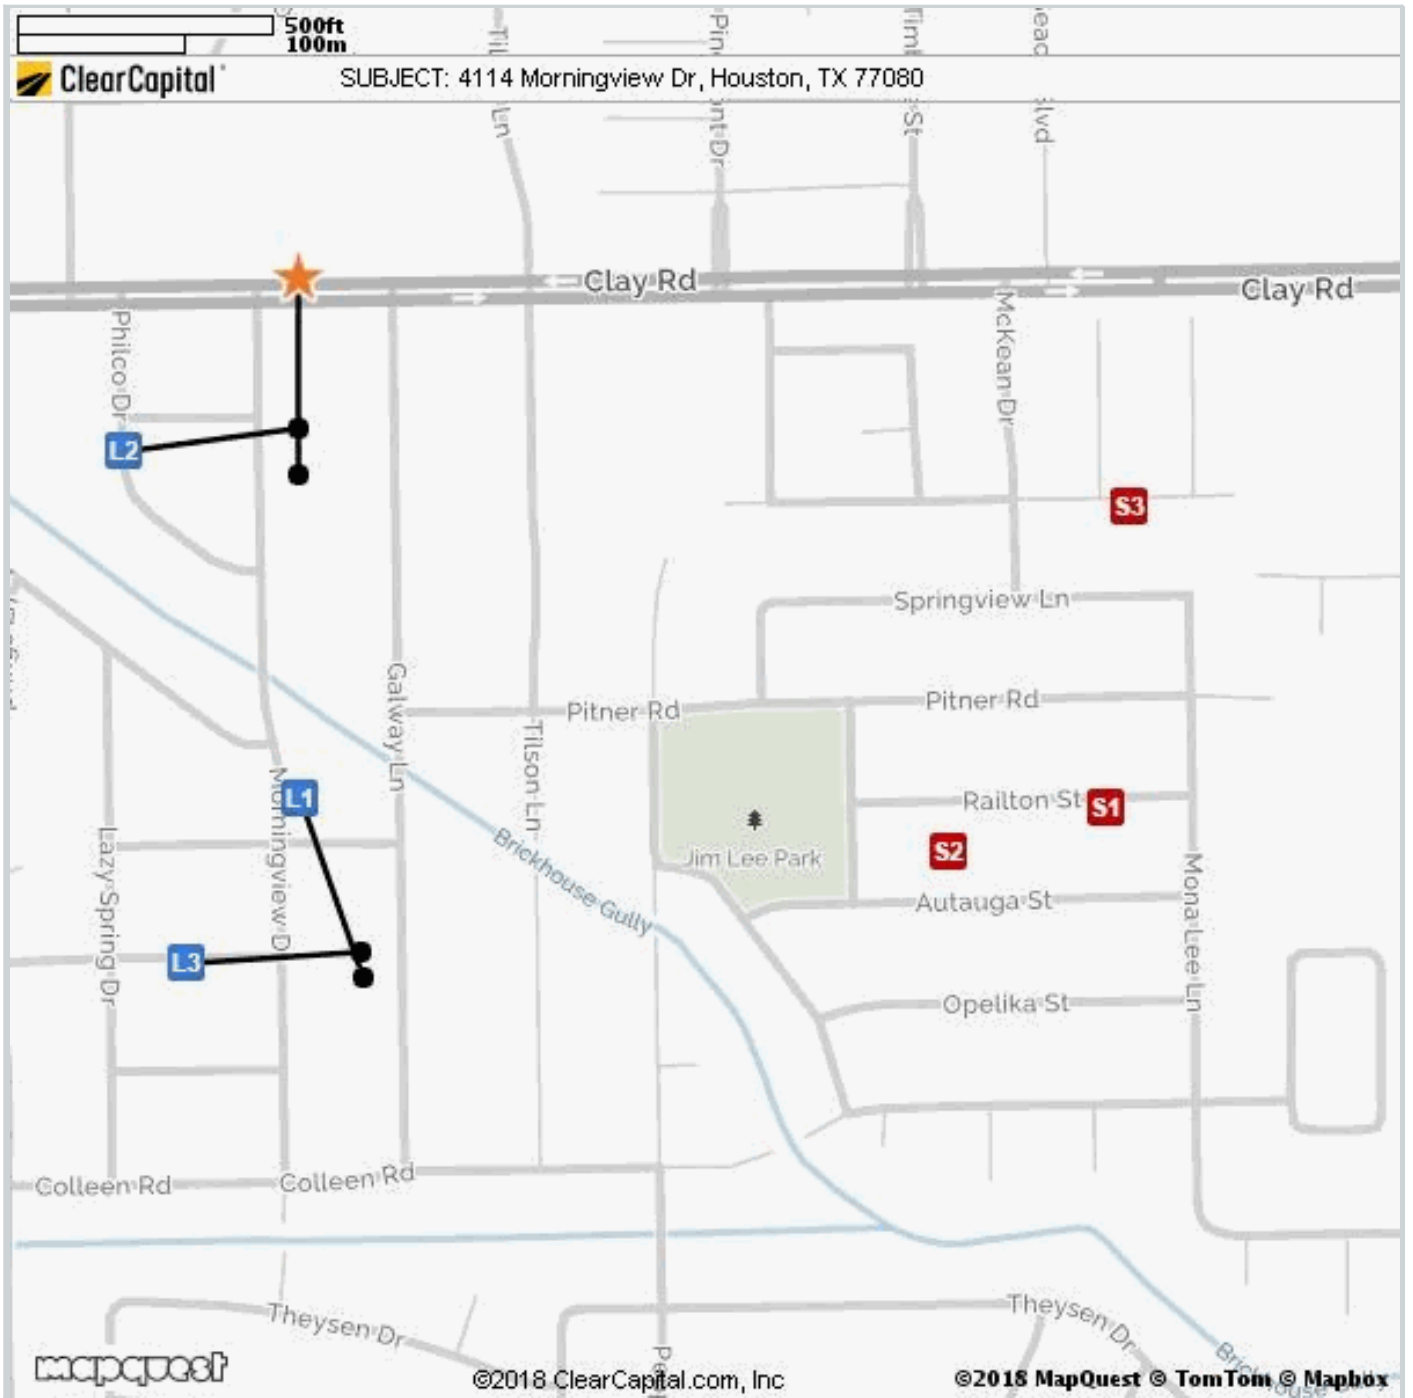 500ft
100m
ClearCapital
SUBJECT: 4114 Morningview Dr, Houston, TX 77080
Ln
St
Clay Rd
Clay Rd
Philco Dr
McKean Dr
L2
S3
Springview Ln
Galway Ln
Pitner Rd
Pitner Rd
Tilson Ln
Morningview D
L1
Railton St
S1
Lazy Spring Dr
Brickhouse Gully
Jim Lee Park
S2
Mona Lee Ln
Autauga St
L3
Opelika St
Colleen Rd
Colleen Rd
Theysen Dr
Theysen Dr
mapquest
©2018 ClearCapital.com, Inc
©2018 MapQuest © TomTom © Mapbox